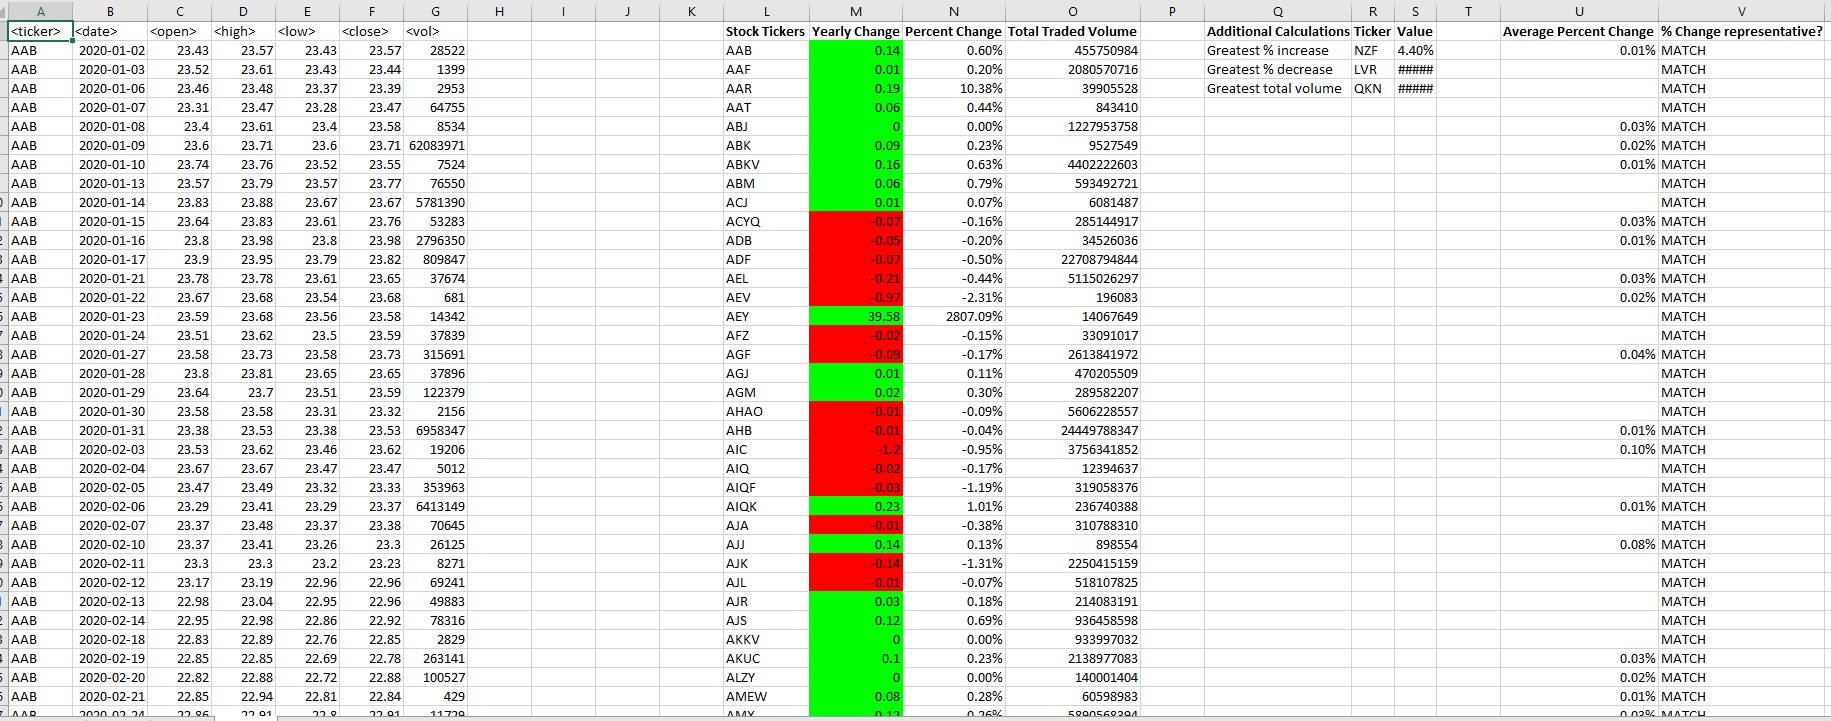 A B C D E F G H I J K L M N O P Q R S T U V
<ticker> <date> <open> <high> <low> <close> <vol> Stock Tickers Yearly Change Percent Change Total Traded Volume Additional Calculations Ticker Value Average Percent Change % Change representative?
AAB 2020-01-02 23.43 23.57 23.43 23.57 28522 AAB 0.14 0.60% 455750984 Greatest % increase NZF 4.40% 0.01% MATCH
AAB 2020-01-03 23.52 23.61 23.43 23.44 1399 AAF 0.01 0.20% 2080570716 Greatest % decrease LVR ##### MATCH
AAB 2020-01-06 23.46 23.48 23.37 23.39 2953 AAR 0.19 10.38% 39905528 Greatest total volume QKN ##### MATCH
AAB 2020-01-07 23.31 23.47 23.28 23.47 64755 AAT 0.06 0.44% 843410 MATCH
AAB 2020-01-08 23.4 23.61 23.4 23.58 8534 ABJ 0 0.00% 1227953758 0.03% MATCH
AAB 2020-01-09 23.6 23.71 23.6 23.71 62083971 ABK 0.09 0.23% 9527549 0.02% MATCH
AAB 2020-01-10 23.74 23.76 23.52 23.55 7524 ABKV 0.16 0.63% 4402222603 0.01% MATCH
AAB 2020-01-13 23.57 23.79 23.57 23.77 76550 ABM 0.06 0.79% 593492721 MATCH
AAB 2020-01-14 23.83 23.88 23.67 23.67 5781390 ACJ 0.01 0.07% 6081487 MATCH
AAB 2020-01-15 23.64 23.83 23.61 23.76 53283 ACYQ -0.07 -0.16% 285144917 0.03% MATCH
AAB 2020-01-16 23.8 23.98 23.8 23.98 2796350 ADB -0.05 -0.20% 34526036 0.01% MATCH
AAB 2020-01-17 23.9 23.95 23.79 23.82 809847 ADF -0.07 -0.50% 22708794844 MATCH
AAB 2020-01-21 23.78 23.78 23.61 23.65 37674 AEL -0.21 -0.44% 5115026297 0.03% MATCH
AAB 2020-01-22 23.67 23.68 23.54 23.68 681 AEV -0.97 -2.31% 196083 0.02% MATCH
AAB 2020-01-23 23.59 23.68 23.56 23.58 14342 AEY 39.58 2807.09% 14067649 MATCH
AAB 2020-01-24 23.51 23.62 23.5 23.59 37839 AFZ -0.02 -0.15% 33091017 MATCH
AAB 2020-01-27 23.58 23.73 23.58 23.73 315691 AGF -0.09 -0.17% 2613841972 0.04% MATCH
AAB 2020-01-28 23.8 23.81 23.65 23.65 37896 AGJ 0.01 0.11% 470205509 MATCH
AAB 2020-01-29 23.64 23.7 23.51 23.59 122379 AGM 0.02 0.30% 289582207 MATCH
AAB 2020-01-30 23.58 23.58 23.31 23.32 2156 AHAO -0.01 -0.09% 5606228557 MATCH
AAB 2020-01-31 23.38 23.53 23.38 23.53 6958347 AHB -0.01 -0.04% 24449788347 0.01% MATCH
AAB 2020-02-03 23.53 23.62 23.46 23.62 19206 AIC -1.2 -0.95% 3756341852 0.10% MATCH
AAB 2020-02-04 23.67 23.67 23.47 23.47 5012 AIQ -0.02 -0.17% 12394637 MATCH
AAB 2020-02-05 23.47 23.49 23.32 23.33 353963 AIQF -0.03 -1.19% 319058376 MATCH
AAB 2020-02-06 23.29 23.41 23.29 23.37 6413149 AIQK 0.23 1.01% 236740388 0.01% MATCH
AAB 2020-02-07 23.37 23.48 23.37 23.38 70645 AJA -0.01 -0.38% 310788310 MATCH
AAB 2020-02-10 23.37 23.41 23.26 23.3 26125 AJJ 0.14 0.13% 898554 0.08% MATCH
AAB 2020-02-11 23.3 23.3 23.2 23.23 8271 AJK -0.14 -1.31% 2250415159 MATCH
AAB 2020-02-12 23.17 23.19 22.96 22.96 69241 AJL -0.01 -0.07% 518107825 MATCH
AAB 2020-02-13 22.98 23.04 22.95 22.96 49883 AJR 0.03 0.18% 214083191 MATCH
AAB 2020-02-14 22.95 22.98 22.86 22.92 78316 AJS 0.12 0.69% 936458598 MATCH
AAB 2020-02-18 22.83 22.89 22.76 22.85 2829 AKKV 0 0.00% 933997032 MATCH
AAB 2020-02-19 22.85 22.85 22.69 22.78 263141 AKUC 0.1 0.23% 2138977083 0.03% MATCH
AAB 2020-02-20 22.82 22.88 22.72 22.88 100527 ALZY 0 0.00% 140001404 0.02% MATCH
AAB 2020-02-21 22.85 22.94 22.81 22.84 429 AMEW 0.08 0.28% 60598983 0.01% MATCH